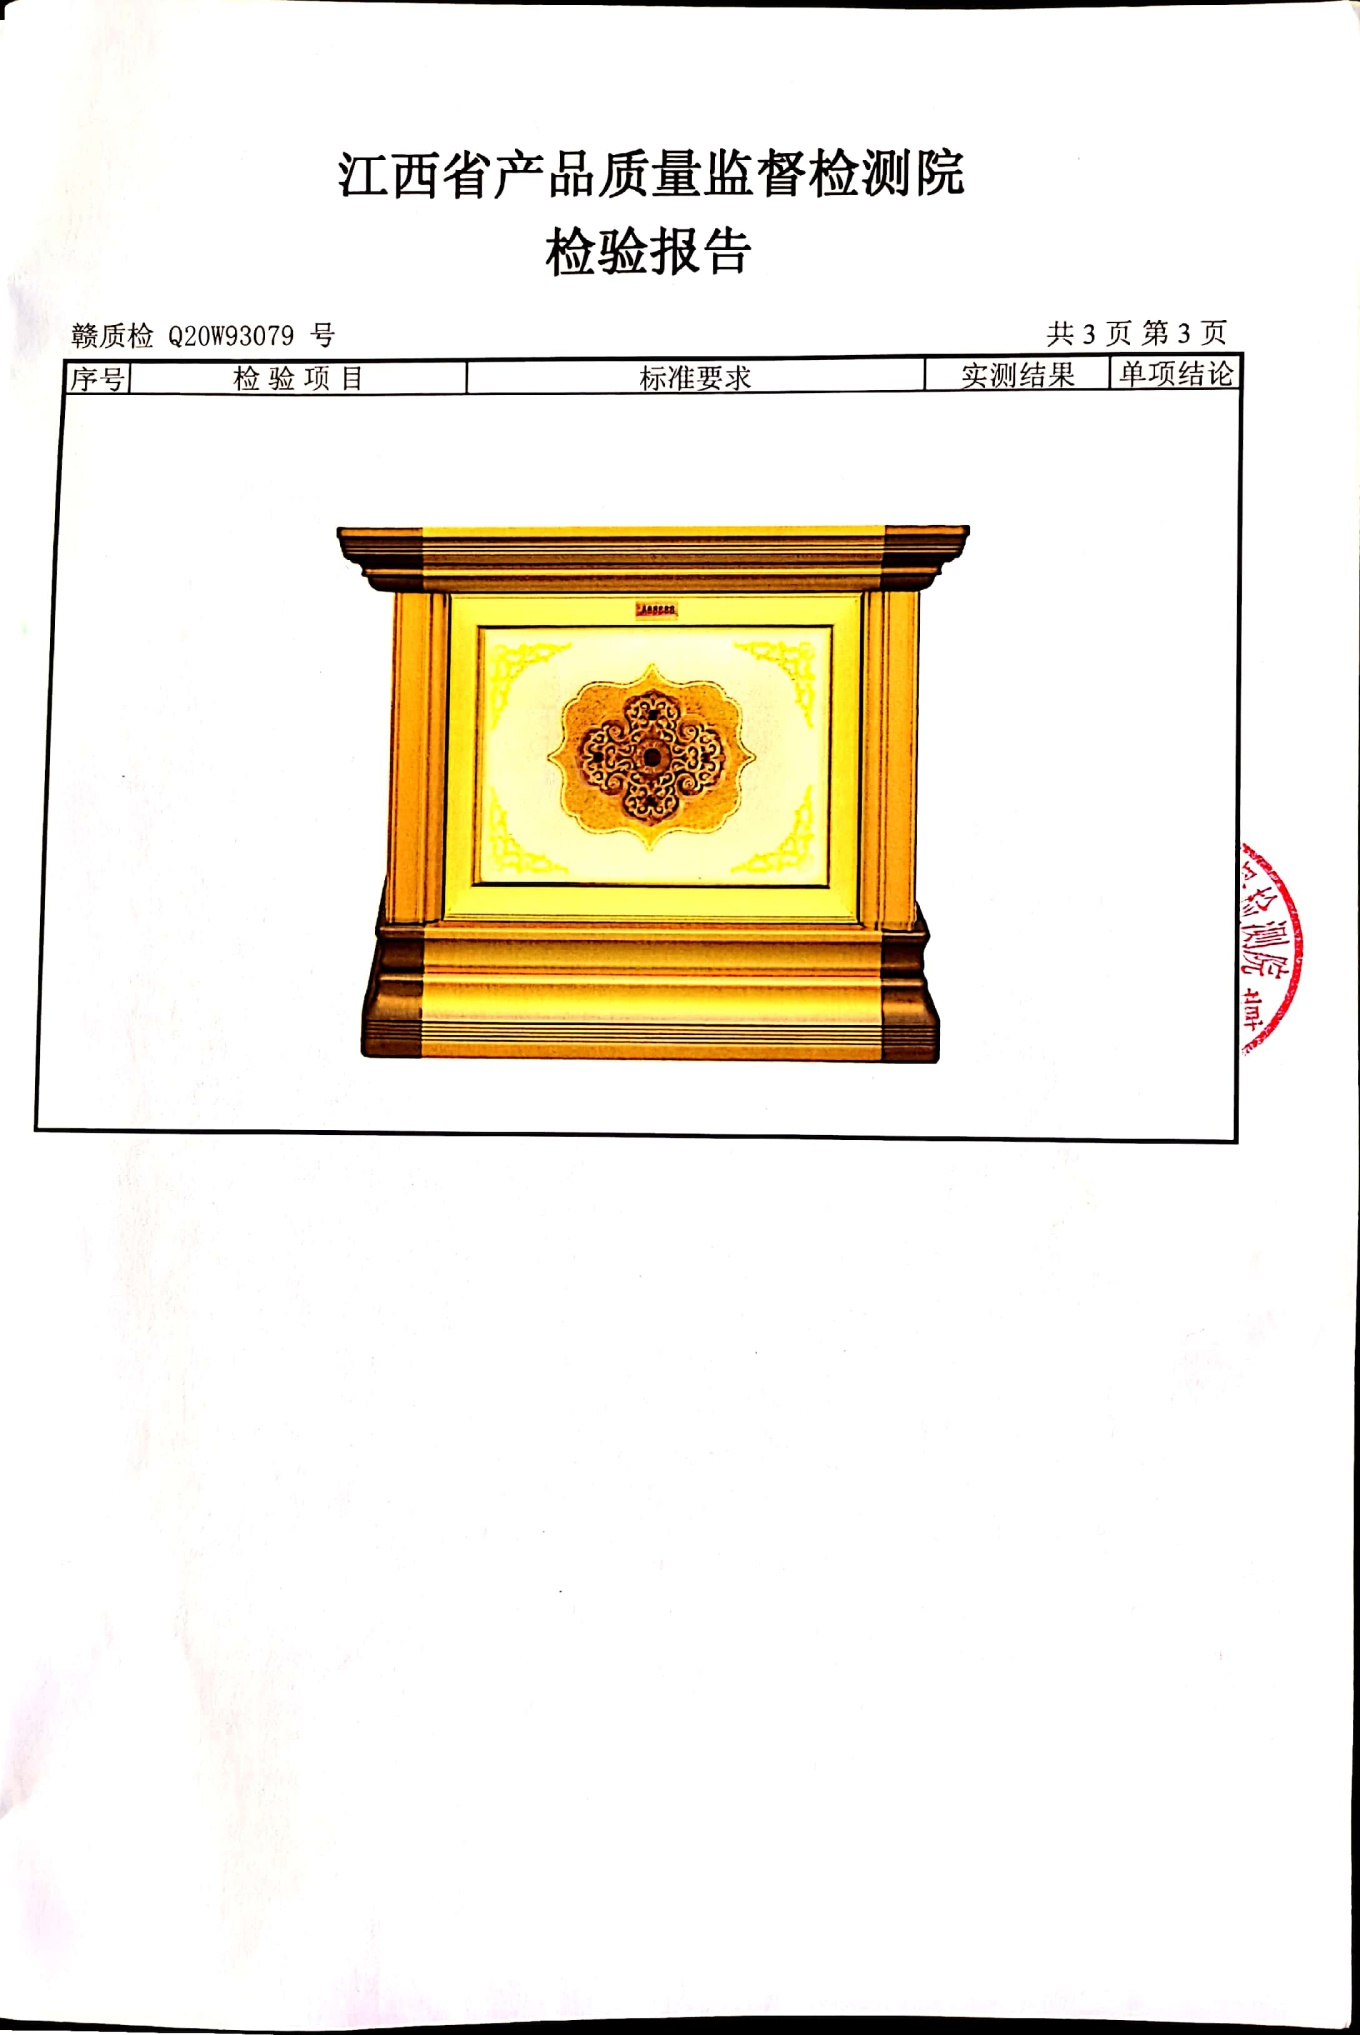 江西省产品质量监督检测院
检验报告
赣质检 Q20W93079 号
共 3 页 第 3 页
序号 检 验 项 目 标准要求 实测结果 单项结论
检测院